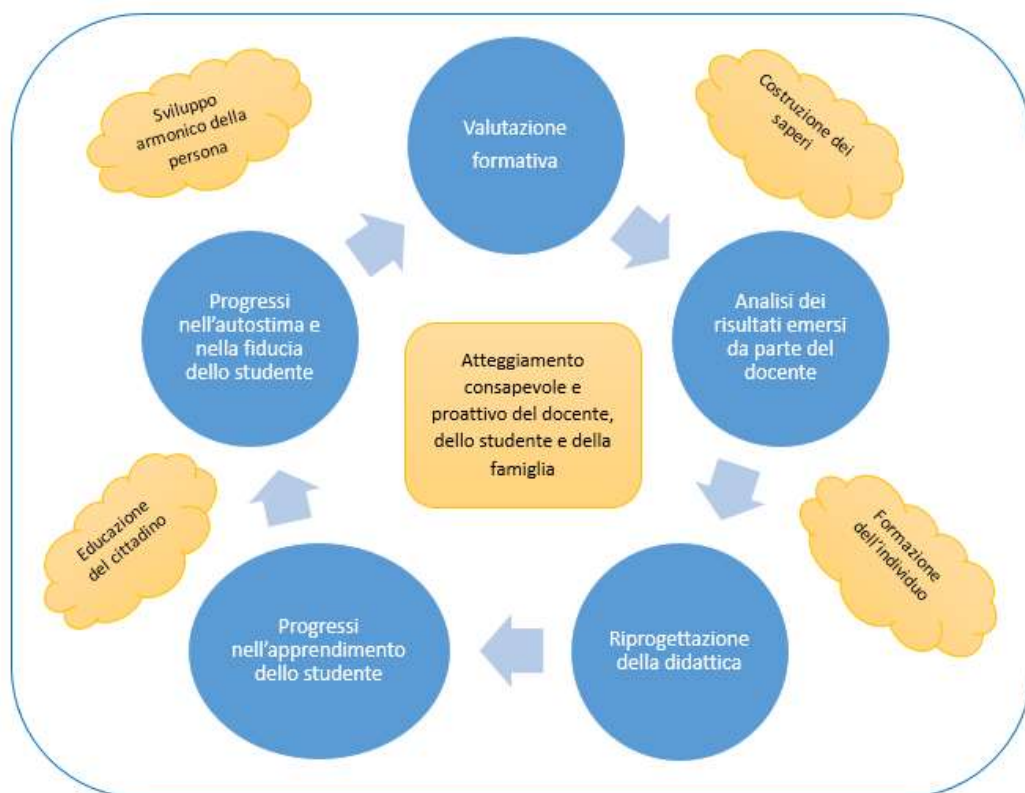 Sviluppo
armonico della
persona
Valutazione
formativa
Costruzione dei
saperi
Progressi
nell'autostima e
nella fiducia
dello studente
Atteggiamento
consapevole e
proattivo del docente,
dello studente e della
famiglia
Analisi dei
risultati emersi
da parte del
docente
Educazione
del cittadino
Formazione
dell'individuo
Progressi
nell'apprendimento
dello studente
Riprogettazione
della didattica